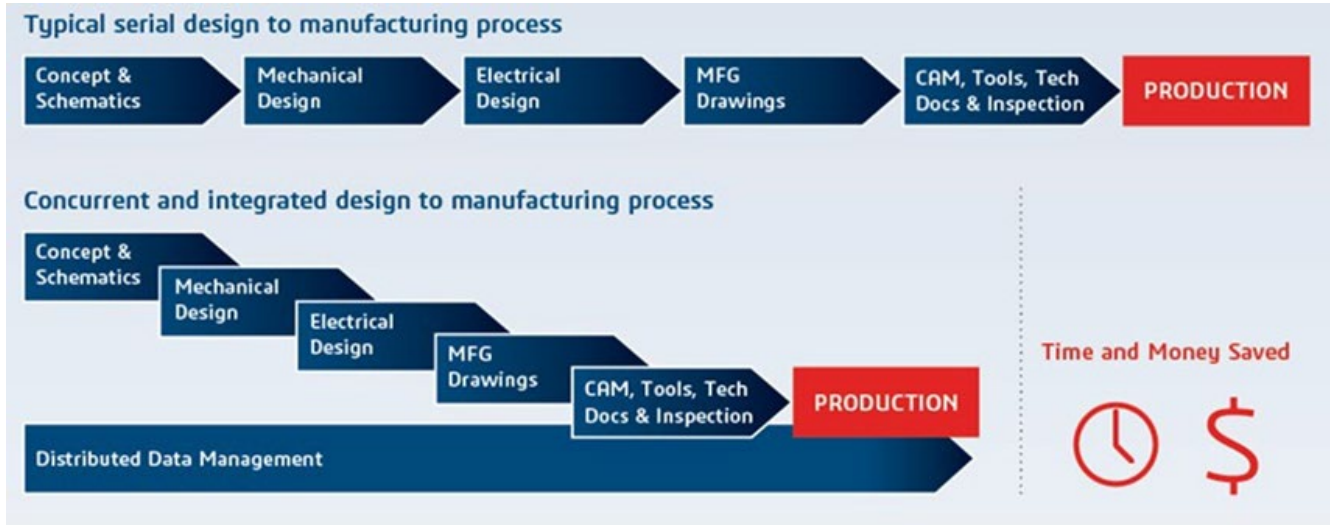 Typical serial design to manufacturing process
Concept &
Schematics
Mechanical
Design
Electrical
Design
MFG
Drawings
CAM, Tools, Tech
Docs & Inspection
PRODUCTION
Concurrent and integrated design to manufacturing process
Concept &
Schematics
Mechanical
Design
Electrical
Design
MFG
Drawings
CAM, Tools, Tech
Docs & Inspection
PRODUCTION
Distributed Data Management
Time and Money Saved
$